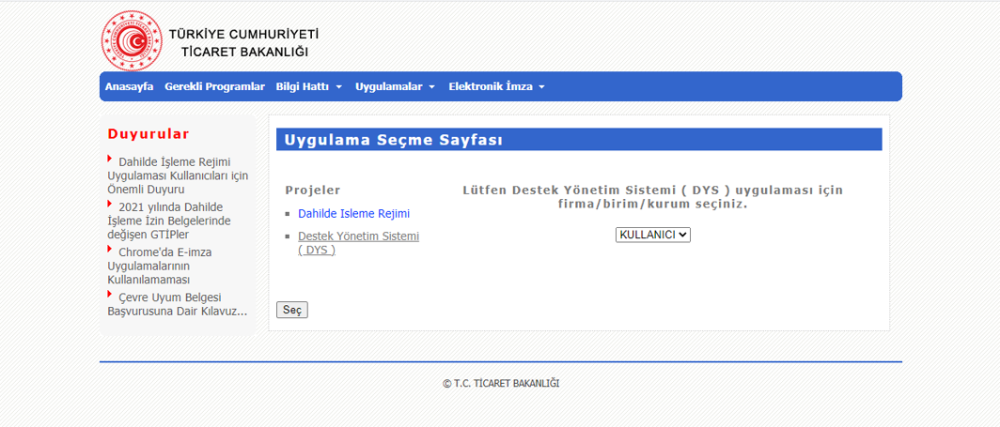 TÜRKİYE CUMHURİYETİ
TİCARET BAKANLIĞI
Anasayfa Gerekli Programlar Bilgi Hattı Uygulamalar Elektronik İmza
Duyurular
Dahilde İşleme Rejimi
Uygulaması Kullanıcıları için
Önemli Duyuru
2021 yılında Dahilde
İşleme İzin Belgelerinde
değişen GTİPler
Chrome'da E-imza
Uygulamalarının
Kullanılamaması
Çevre Uyum Belgesi
Başvurusuna Dair Kılavuz...
Uygulama Seçme Sayfası
Projeler
Dahilde Isleme Rejimi
Destek Yönetim Sistemi
( DYS )
Lütfen Destek Yönetim Sistemi ( DYS ) uygulaması için
firma/birim/kurum seçiniz.
KULLANICI
Seç
© T.C. TİCARET BAKANLIĞI